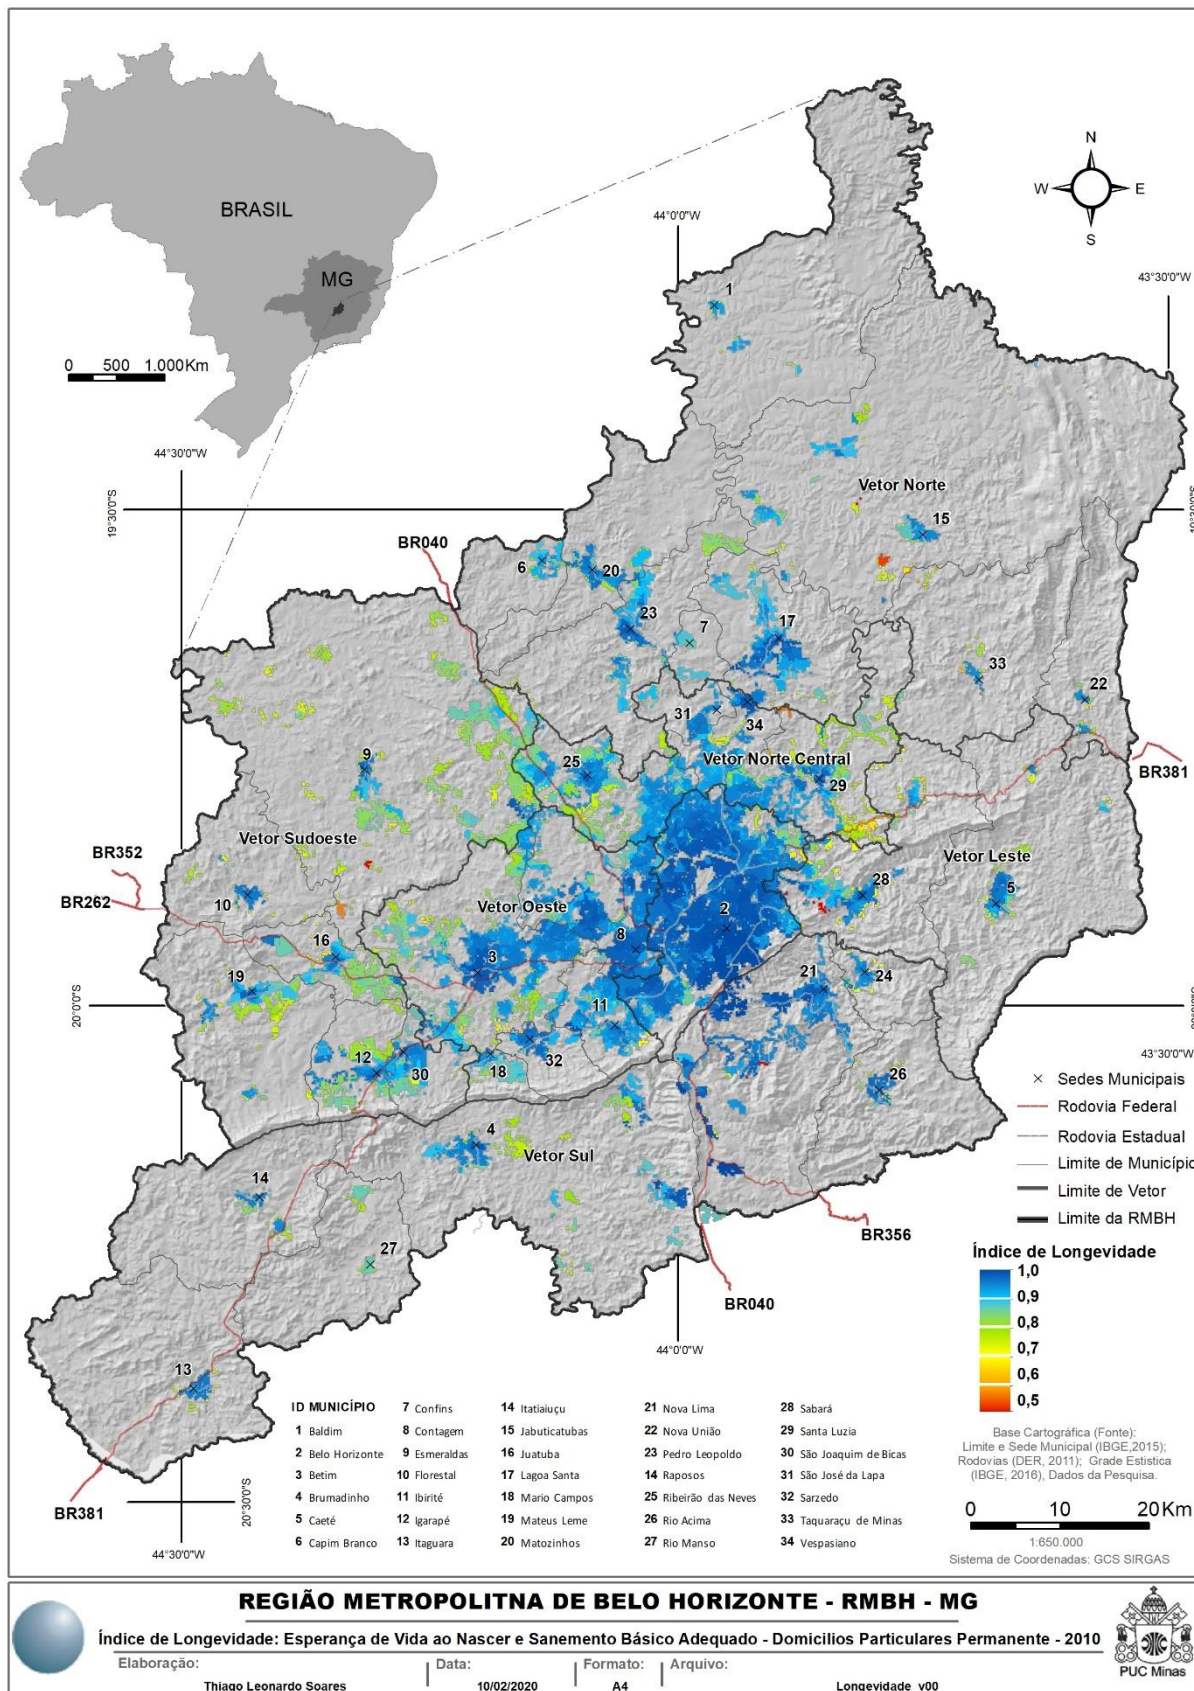 BRASIL
MG
0 500 1.000Km
N
W E
S
44°0'0"W
43°30'0"W
44°30'0"W
19°30'0"S
1
Vetor Norte
15
BR040
6
20
23
7
17
33
22
31
34
BR381
9
25
Vetor Norte Central
29
Vetor Sudoeste
BR352
Vetor Leste
BR262
10
28
5
Vetor Oeste
2
16
8
3
19
21
24
20°0'0"S
11
43°30'0"W
12
30
18
32
26
4
Vetor Sul
14
27
BR356
BR040
44°0'0"W
13
BR381
20°30'0"S
44°30'0"W
Sedes Municipais
Rodovia Federal
Rodovia Estadual
Limite de Município
Limite de Vetor
Limite da RMBH
Índice de Longevidade
1,0
0,9
0,8
0,7
0,6
0,5
ID MUNICÍPIO
1 Baldim
2 Belo Horizonte
3 Betim
4 Brumadinho
5 Caeté
6 Capim Branco
7 Confins
8 Contagem
9 Esmeraldas
10 Florestal
11 Ibirité
12 Igarapé
13 Itaguara
14 Itatiaiuçu
15 Jabuticatubas
16 Juatuba
17 Lagoa Santa
18 Mario Campos
19 Mateus Leme
20 Matozinhos
21 Nova Lima
22 Nova União
23 Pedro Leopoldo
14 Raposos
25 Ribeirão das Neves
26 Rio Acima
27 Rio Manso
28 Sabará
29 Santa Luzia
30 São Joaquim de Bicas
31 São José da Lapa
32 Sarzedo
33 Taquaraçu de Minas
34 Vespasiano
Base Cartográfica (Fonte):
Limite e Sede Municipal (IBGE,2015);
Rodovias (DER, 2011); Grade Estistica
(IBGE, 2016), Dados da Pesquisa.
0 10 20Km
1:650.000
Sistema de Coordenadas: GCS SIRGAS
REGIÃO METROPOLITNA DE BELO HORIZONTE - RMBH - MG
Índice de Longevidade: Esperança de Vida ao Nascer e Sanemento Básico Adequado - Domicilios Particulares Permanente - 2010
Elaboração: Data: Formato: Arquivo:
Thiago Leonardo Soares 10/02/2020 A4 Longevidade_v00
PUC Minas